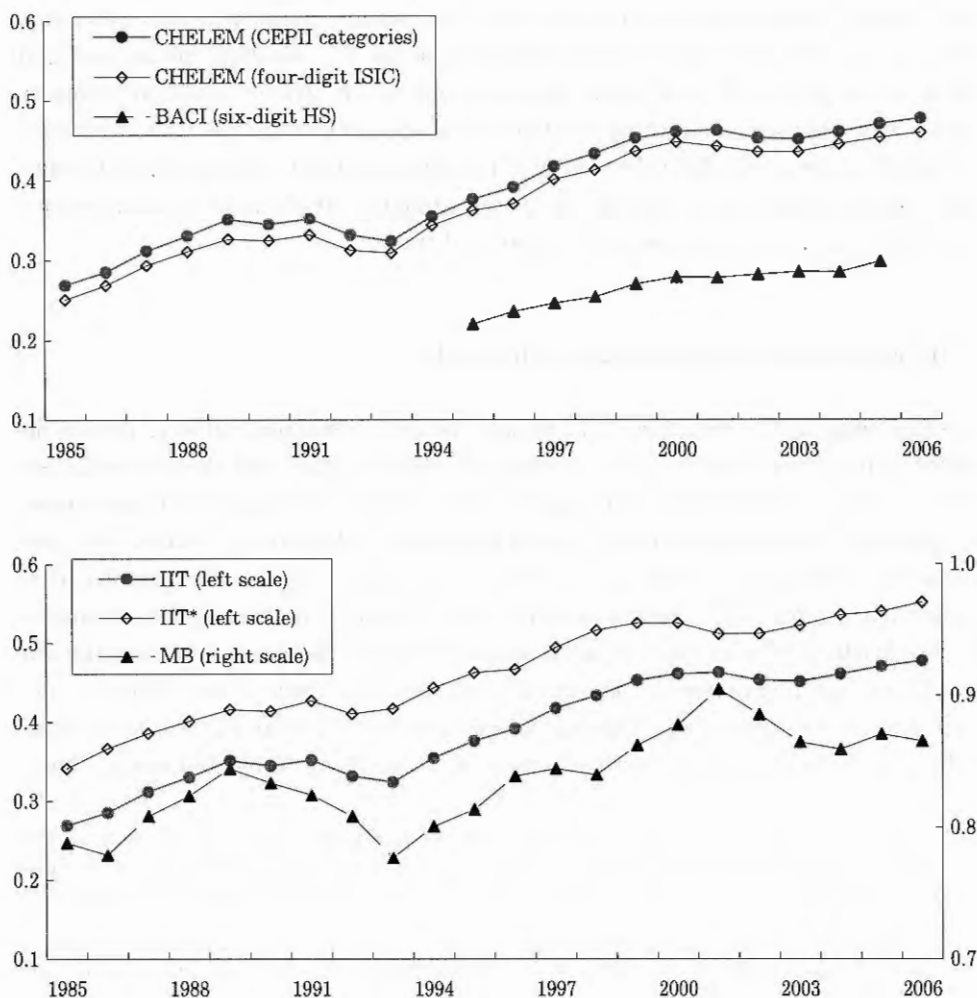 0.6
CHELEM (CEPII categories)
CHELEM (four-digit ISIC)
0.5
BACI (six-digit HS)
0.4
0.3
0.2
0.1
1985 1988 1991 1994 1997 2000 2003 2006
0.6 1.0
IIT (left scale)
IIT* (left scale)
0.5
MB (right scale)
0.9
0.4
0.3
0.8
0.2
0.1 0.7
1985 1988 1991 1994 1997 2000 2003 2006